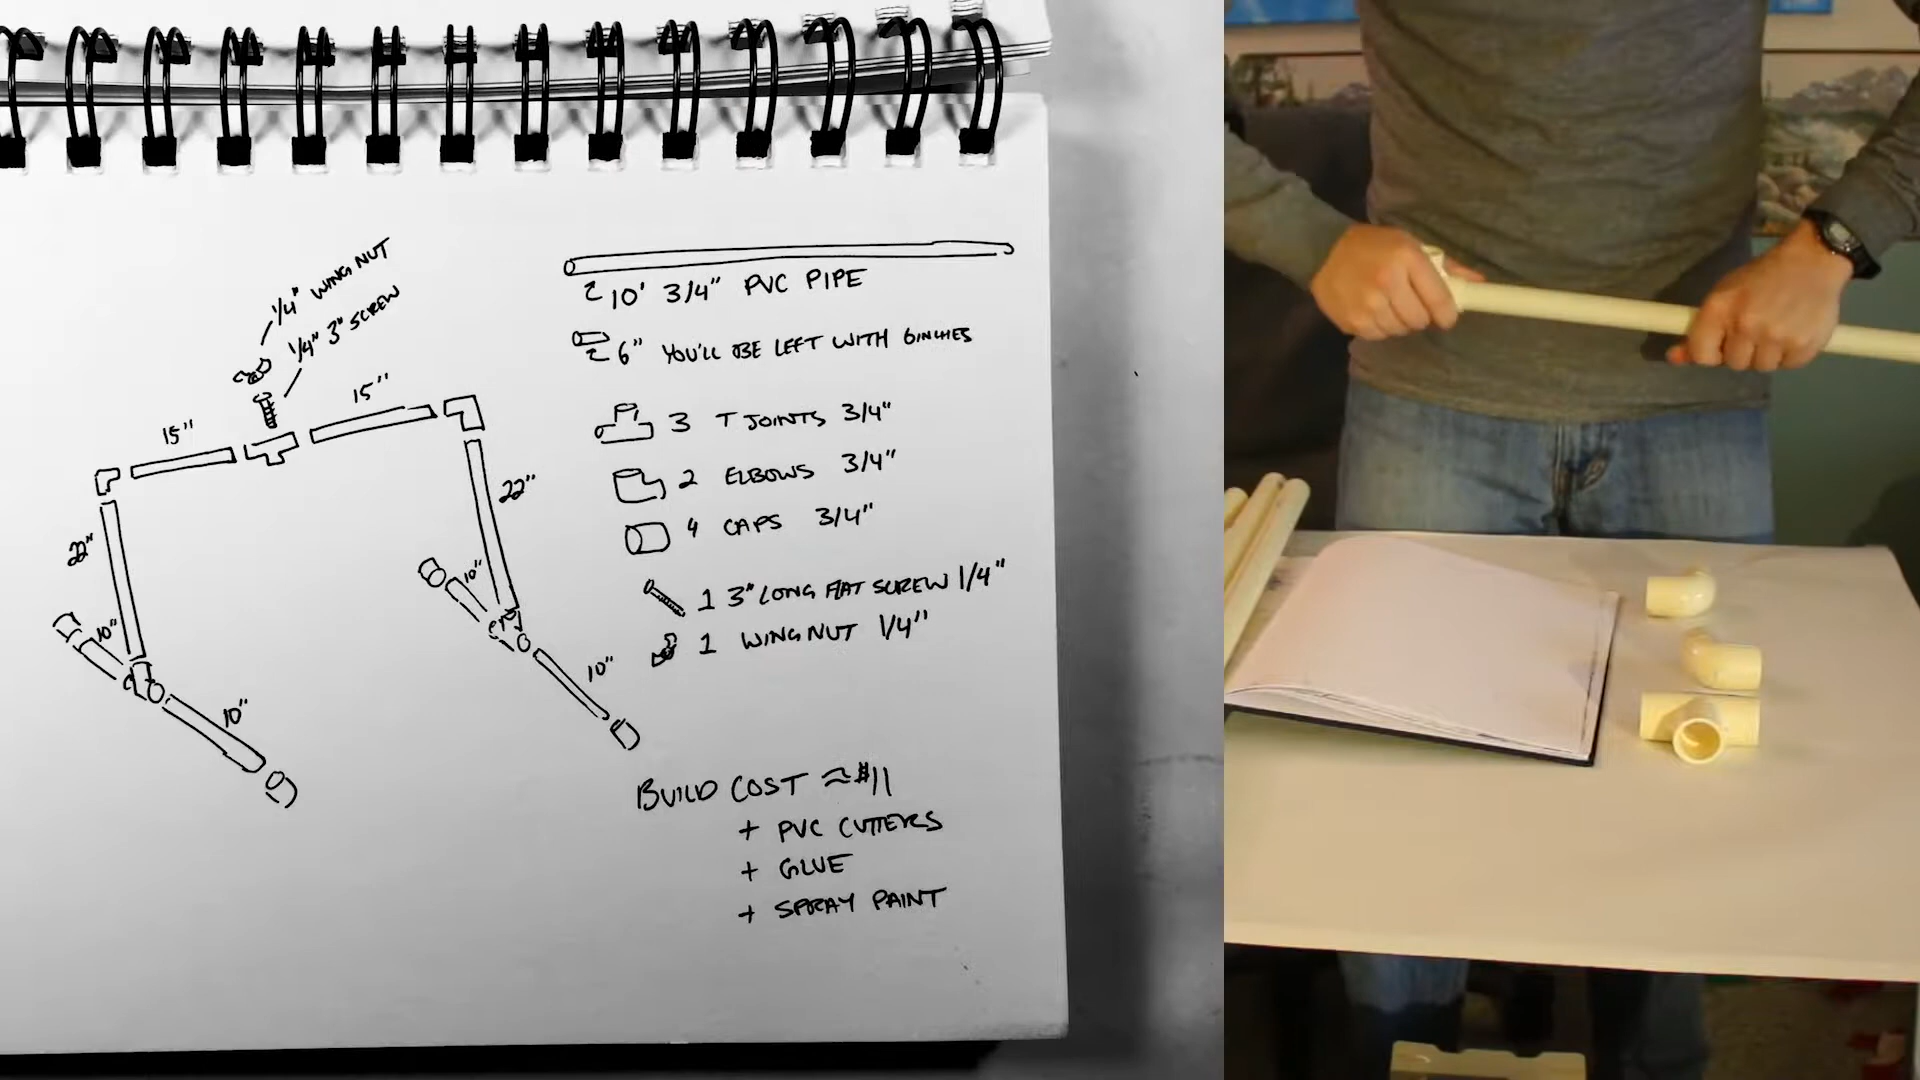 1/4" WING NUT
1/4" 3" SCREW
15"
15"
22"
22"
10"
10"
10"
10"
10' 3/4" PVC PIPE
6" YOU'LL BE LEFT WITH 6 INCHES
3 T JOINTS 3/4"
2 ELBOWS 3/4"
4 CAPS 3/4"
1 3" LONG FLAT SCREW 1/4"
1 WING NUT 1/4"
BUILD COST ≈ $11
+ PVC CUTTERS
+ GLUE
+ SPRAY PAINT